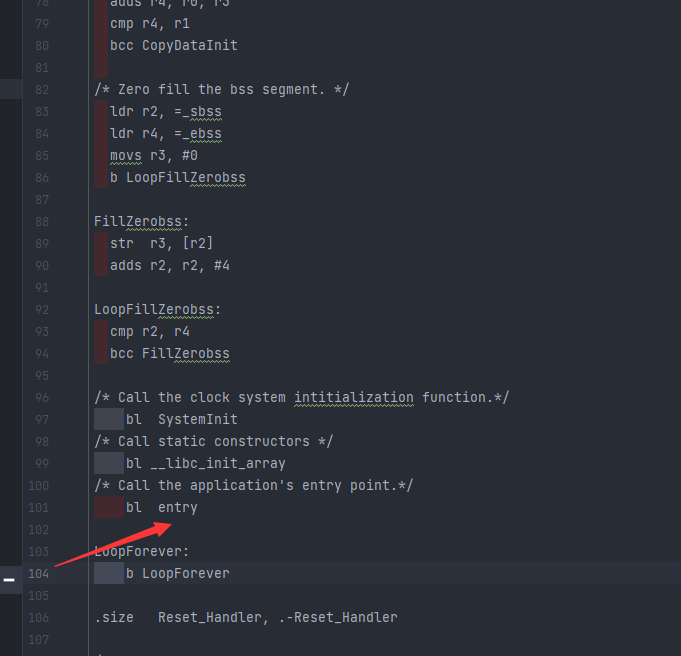 78 adds r4, r0, r3
79 cmp r4, r1
80 bcc CopyDataInit
81
82 /* Zero fill the bss segment. */
83 ldr r2, =_sbss
84 ldr r4, =_ebss
85 movs r3, #0
86 b LoopFillZerobss
87
88 FillZerobss:
89 str  r3, [r2]
90 adds r2, r2, #4
91
92 LoopFillZerobss:
93 cmp r2, r4
94 bcc FillZerobss
95
96 /* Call the clock system intitialization function.*/
97 bl  SystemInit
98 /* Call static constructors */
99 bl __libc_init_array
100 /* Call the application's entry point.*/
101 bl  entry
102
103 LoopForever:
104 b LoopForever
105
106 .size   Reset_Handler, .-Reset_Handler
107